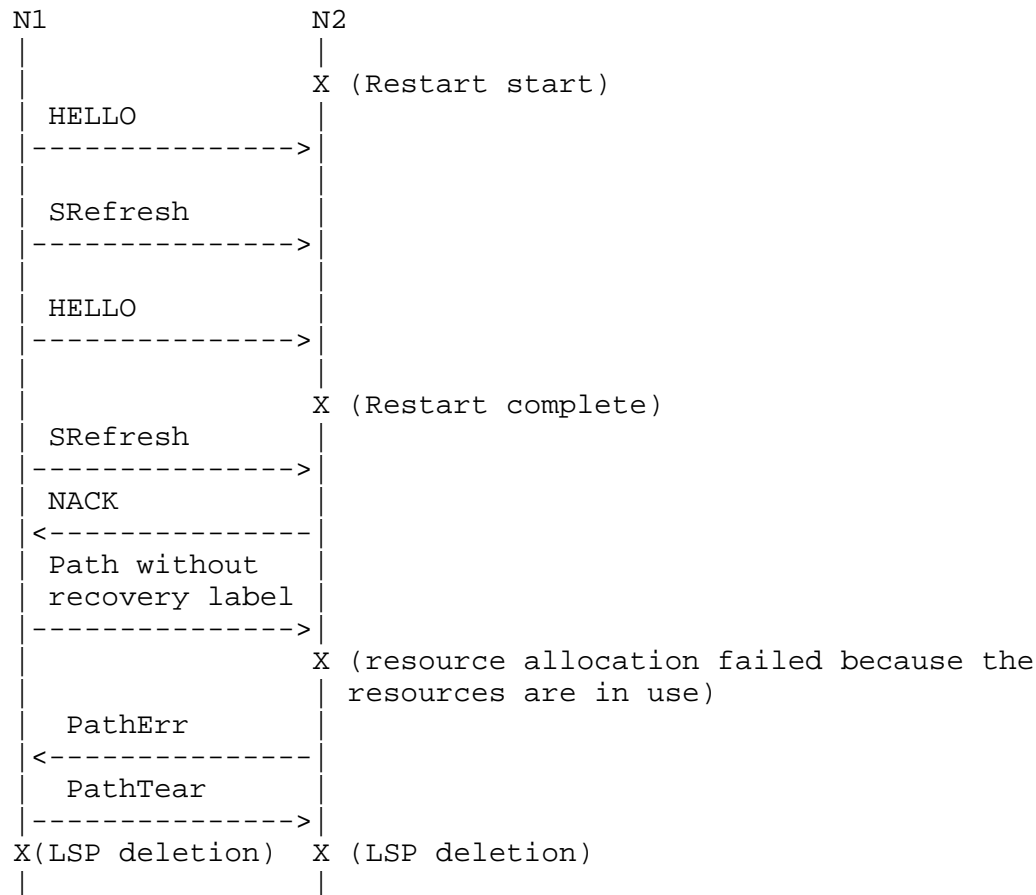 N1 N2
X (Restart start)
HELLO
SRefresh
HELLO
X (Restart complete)
SRefresh
NACK
Path without
recovery label
X (resource allocation failed because the
resources are in use)
PathErr
PathTear
X(LSP deletion) X (LSP deletion)